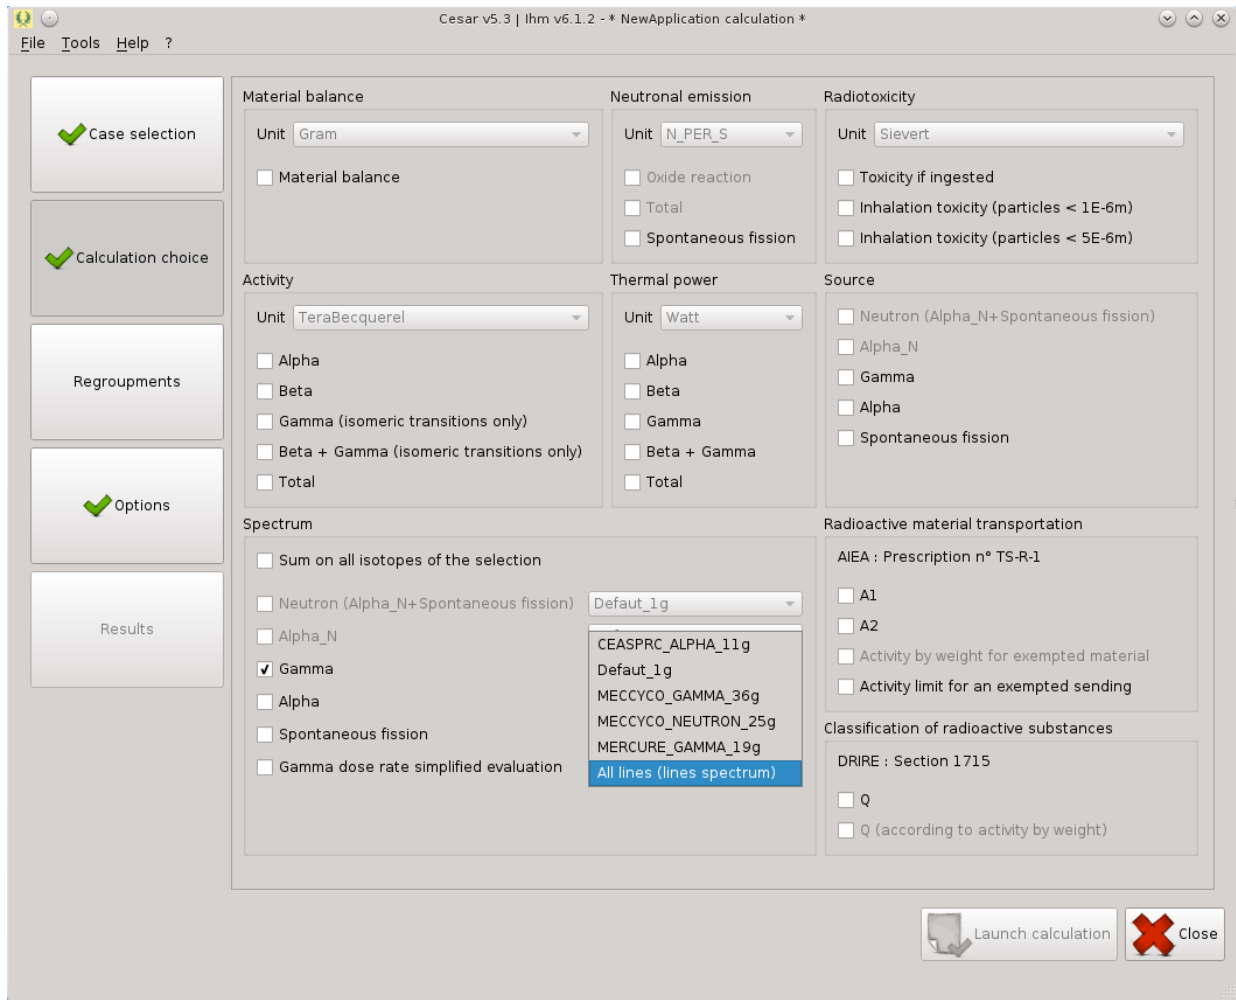 Cesar v5.3 | Ihm v6.1.2 - * NewApplication calculation *
File Tools Help ?
Case selection
Calculation choice
Regroupments
Options
Results
Material balance
Unit Gram
Material balance
Neutronal emission
Unit N_PER_S
Oxide reaction
Total
Spontaneous fission
Radiotoxicity
Unit Sievert
Toxicity if ingested
Inhalation toxicity (particles < 1E-6m)
Inhalation toxicity (particles < 5E-6m)
Activity
Unit TeraBecquerel
Alpha
Beta
Gamma (isomeric transitions only)
Beta + Gamma (isomeric transitions only)
Total
Thermal power
Unit Watt
Alpha
Beta
Gamma
Beta + Gamma
Total
Source
Neutron (Alpha_N+Spontaneous fission)
Alpha_N
Gamma
Alpha
Spontaneous fission
Spectrum
Sum on all isotopes of the selection
Neutron (Alpha_N+Spontaneous fission) Defaut_1g
Alpha_N
Gamma
Alpha
Spontaneous fission
Gamma dose rate simplified evaluation
CEASPRC_ALPHA_11g
Defaut_1g
MECCYCO_GAMMA_36g
MECCYCO_NEUTRON_25g
MERCURE_GAMMA_19g
All lines (lines spectrum)
Radioactive material transportation
AIEA : Prescription n° TS-R-1
A1
A2
Activity by weight for exempted material
Activity limit for an exempted sending
Classification of radioactive substances
DRIRE : Section 1715
Q
Q (according to activity by weight)
Launch calculation
Close